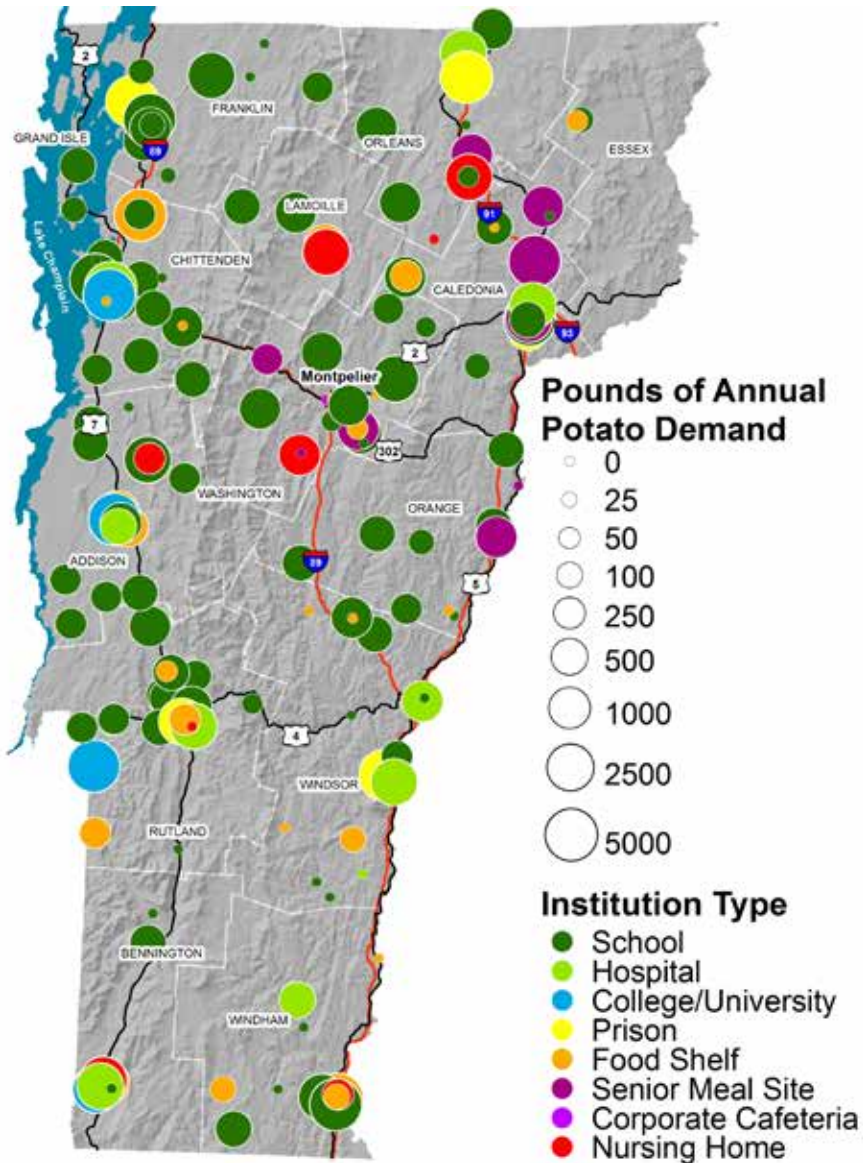 2
FRANKLIN
GRAND ISLE
ORLEANS
ESSEX
89
LAMOILLE
91
Lake Champlain
CHITTENDEN
CALEDONIA
93
2
Montpelier
7
302
WASHINGTON
ORANGE
ADDISON
89
5
4
WINDSOR
RUTLAND
BENNINGTON
WINDHAM
Pounds of Annual
Potato Demand
0
25
50
100
250
500
1000
2500
5000
Institution Type
School
Hospital
College/University
Prison
Food Shelf
Senior Meal Site
Corporate Cafeteria
Nursing Home